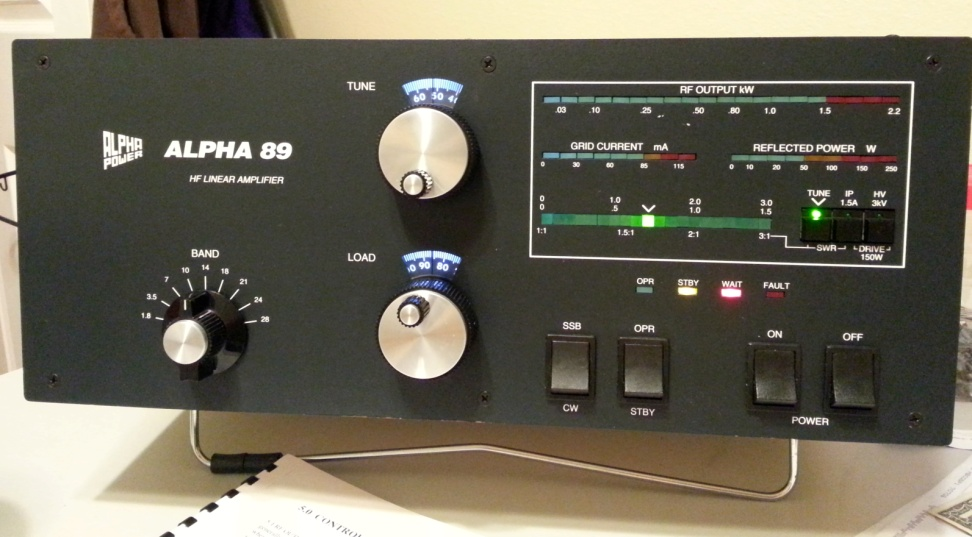 ALPHA
POWER
ALPHA 89
HF LINEAR AMPLIFIER
TUNE
60 50
LOAD
90 80
BAND
1.8 3.5 7 10 14 18 21 24 28
RF OUTPUT kW
.03 .10 .25 .50 .80 1.0 1.5 2.2
GRID CURRENT mA
0 30 60 85 115
REFLECTED POWER W
0 20 50 100 150 250
0 1.0 2.0 3.0
0 .5 1.0 1.5
1:1 1.5:1 2:1 3:1
TUNE IP HV
1.5A 3kV
SWR DRIVE
150W
OPR STBY WAIT FAULT
SSB OPR ON OFF
CW STBY
POWER
5.0 CONTROL